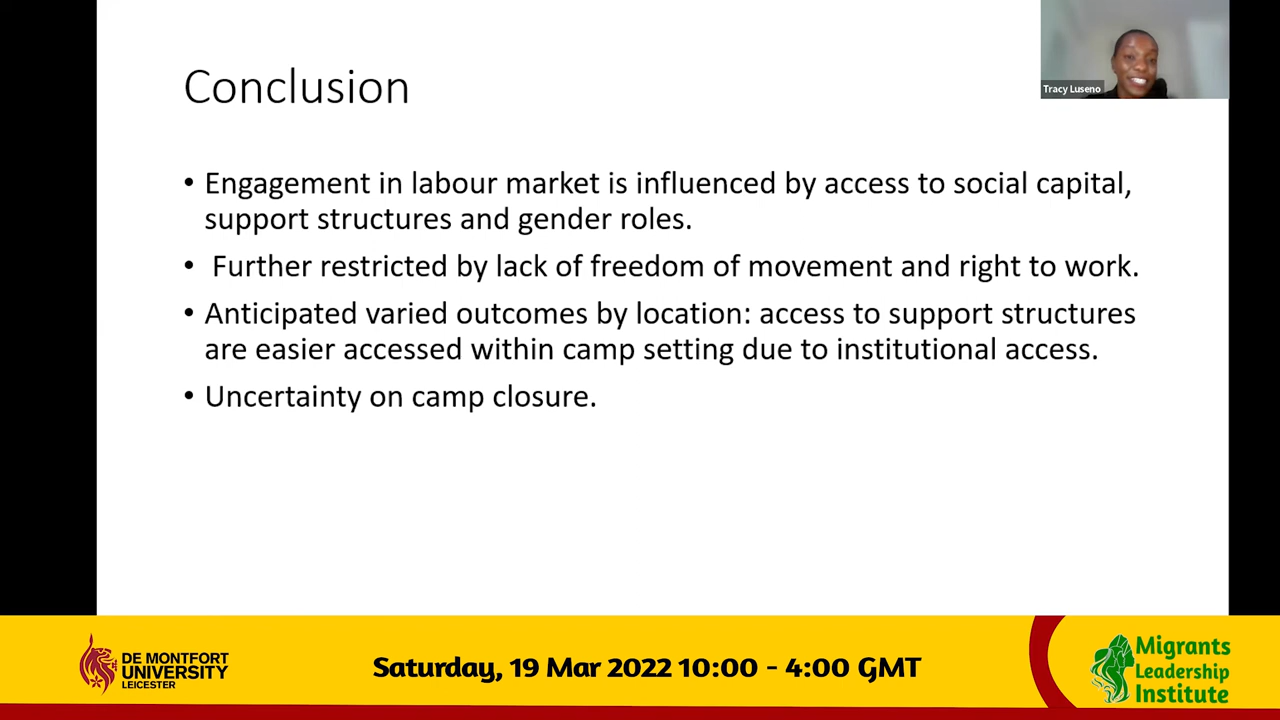 Conclusion
Tracy Luseno
• Engagement in labour market is influenced by access to social capital,
support structures and gender roles.
• Further restricted by lack of freedom of movement and right to work.
• Anticipated varied outcomes by location: access to support structures
are easier accessed within camp setting due to institutional access.
• Uncertainty on camp closure.
DE MONTFORT
UNIVERSITY
LEICESTER
Saturday, 19 Mar 2022 10:00 - 4:00 GMT
Migrants
Leadership
Institute